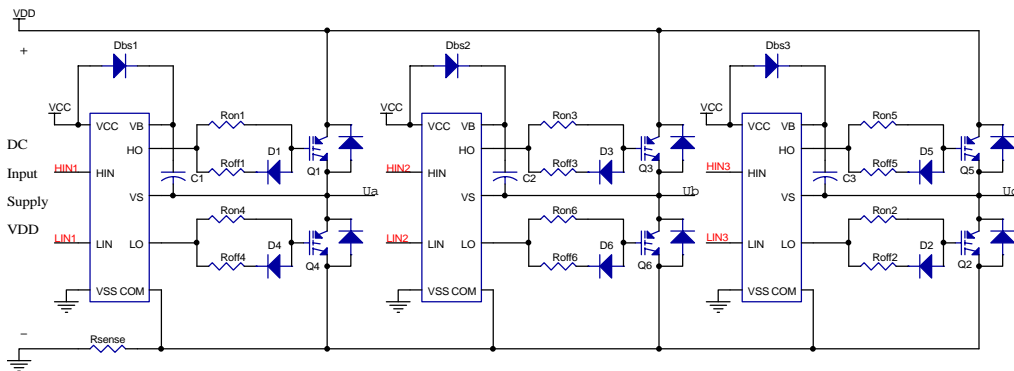 VDD
+
Dbs1
Dbs2
Dbs3
VCC
VCC
VCC
VCC VB
Ron1
VCC VB
Ron3
VCC VB
Ron5
DC
HO
D1
HO
D3
HO
D5
Input
HIN1
HIN
Roff1
C1
Q1
HIN2
HIN
Roff3
C2
Q3
HIN3
HIN
Roff5
C3
Q5
Supply
VS
Ua
VS
Ub
VS
VDD
Ron4
Ron6
Ron2
LIN1
LIN LO
D4
LIN2
LIN LO
D6
LIN3
LIN LO
D2
Roff4
Q4
Roff6
Q6
Roff2
Q2
VSS COM
VSS COM
VSS COM
-
Rsense